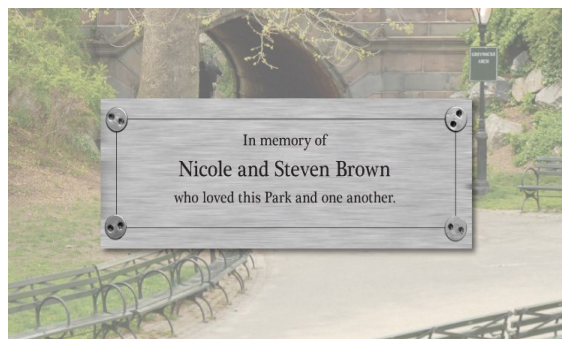 In memory of
Nicole and Steven Brown
who loved this Park and one another.